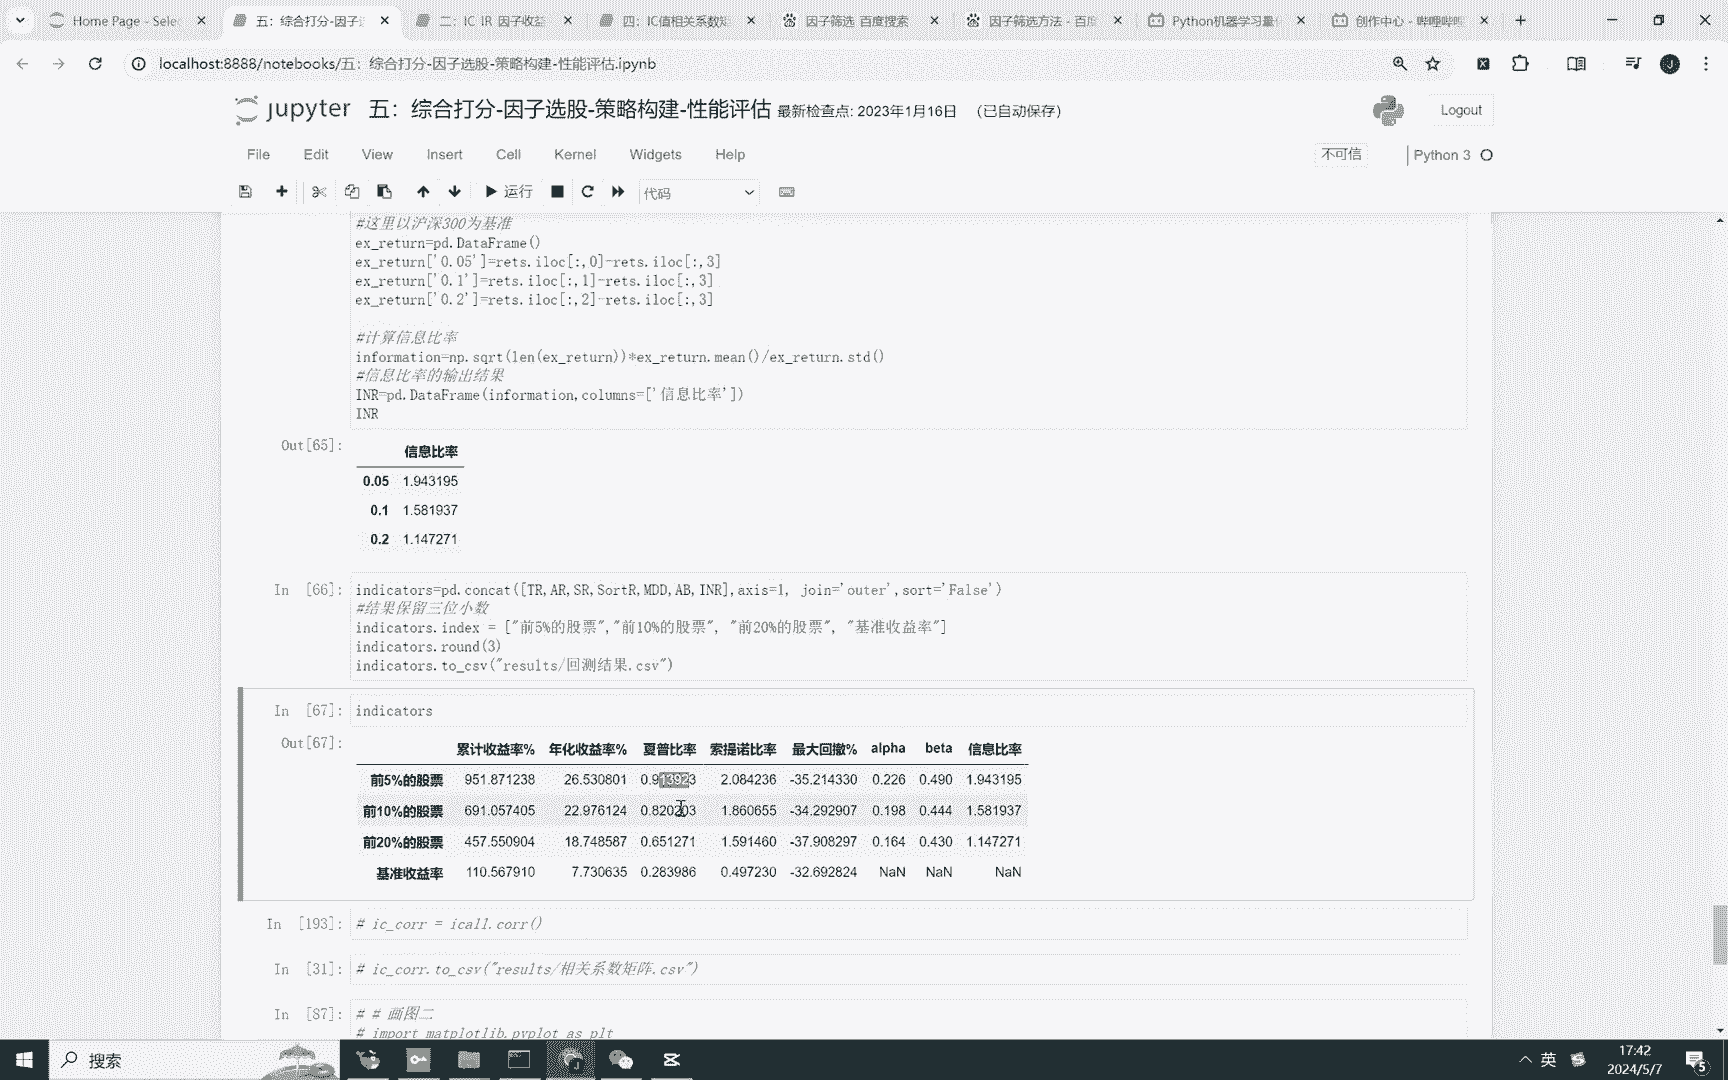 Home Page - Selec
五：综合打分-因子选
二：IC IR 因子收益
四：IC值相关系数矩
因子筛选_百度搜索
因子筛选方法 - 百度
Python机器学习量化
创作中心 - 哔哩哔哩
localhost:8888/notebooks/五：综合打分-因子选股-策略构建-性能评估.ipynb
jupyter 五：综合打分-因子选股-策略构建-性能评估 最新检查点: 2023年1月16日 （已自动保存） Logout
File Edit View Insert Cell Kernel Widgets Help 不可信 Python 3
运行 代码
#这里以沪深300为基准
ex_return=pd.DataFrame()
ex_return['0.05']=rets.iloc[:,0]-rets.iloc[:,3]
ex_return['0.1']=rets.iloc[:,1]-rets.iloc[:,3]
ex_return['0.2']=rets.iloc[:,2]-rets.iloc[:,3]
#计算信息比率
information=np.sqrt(len(ex_return))*ex_return.mean()/ex_return.std()
#信息比率的输出结果
INR=pd.DataFrame(information,columns=['信息比率'])
INR
Out[65]: 信息比率
0.05 1.943195
0.1 1.581937
0.2 1.147271
In [66]: indicators=pd.concat([TR,AR,SR,SortR,MDD,AB,INR],axis=1, join='outer',sort='False')
#结果保留三位小数
indicators.index = ["前5%的股票","前10%的股票", "前20%的股票", "基准收益率"]
indicators.round(3)
indicators.to_csv("results/回测结果.csv")
In [67]: indicators
Out[67]: 累计收益率% 年化收益率% 夏普比率 索提诺比率 最大回撤% alpha beta 信息比率
前5%的股票 951.871238 26.530801 0.913923 2.084236 -35.214330 0.226 0.490 1.943195
前10%的股票 691.057405 22.976124 0.820203 1.860655 -34.292907 0.198 0.444 1.581937
前20%的股票 457.550904 18.748587 0.651271 1.591460 -37.908297 0.164 0.430 1.147271
基准收益率 110.567910 7.730635 0.283986 0.497230 -32.692824 NaN NaN NaN
In [193]: # ic_corr = icall.corr()
In [31]: # ic_corr.to_csv("results/相关系数矩阵.csv")
In [87]: # # 画图二
# import matplotlib.pyplot as plt
搜索 英 17:42
2024/5/7 5